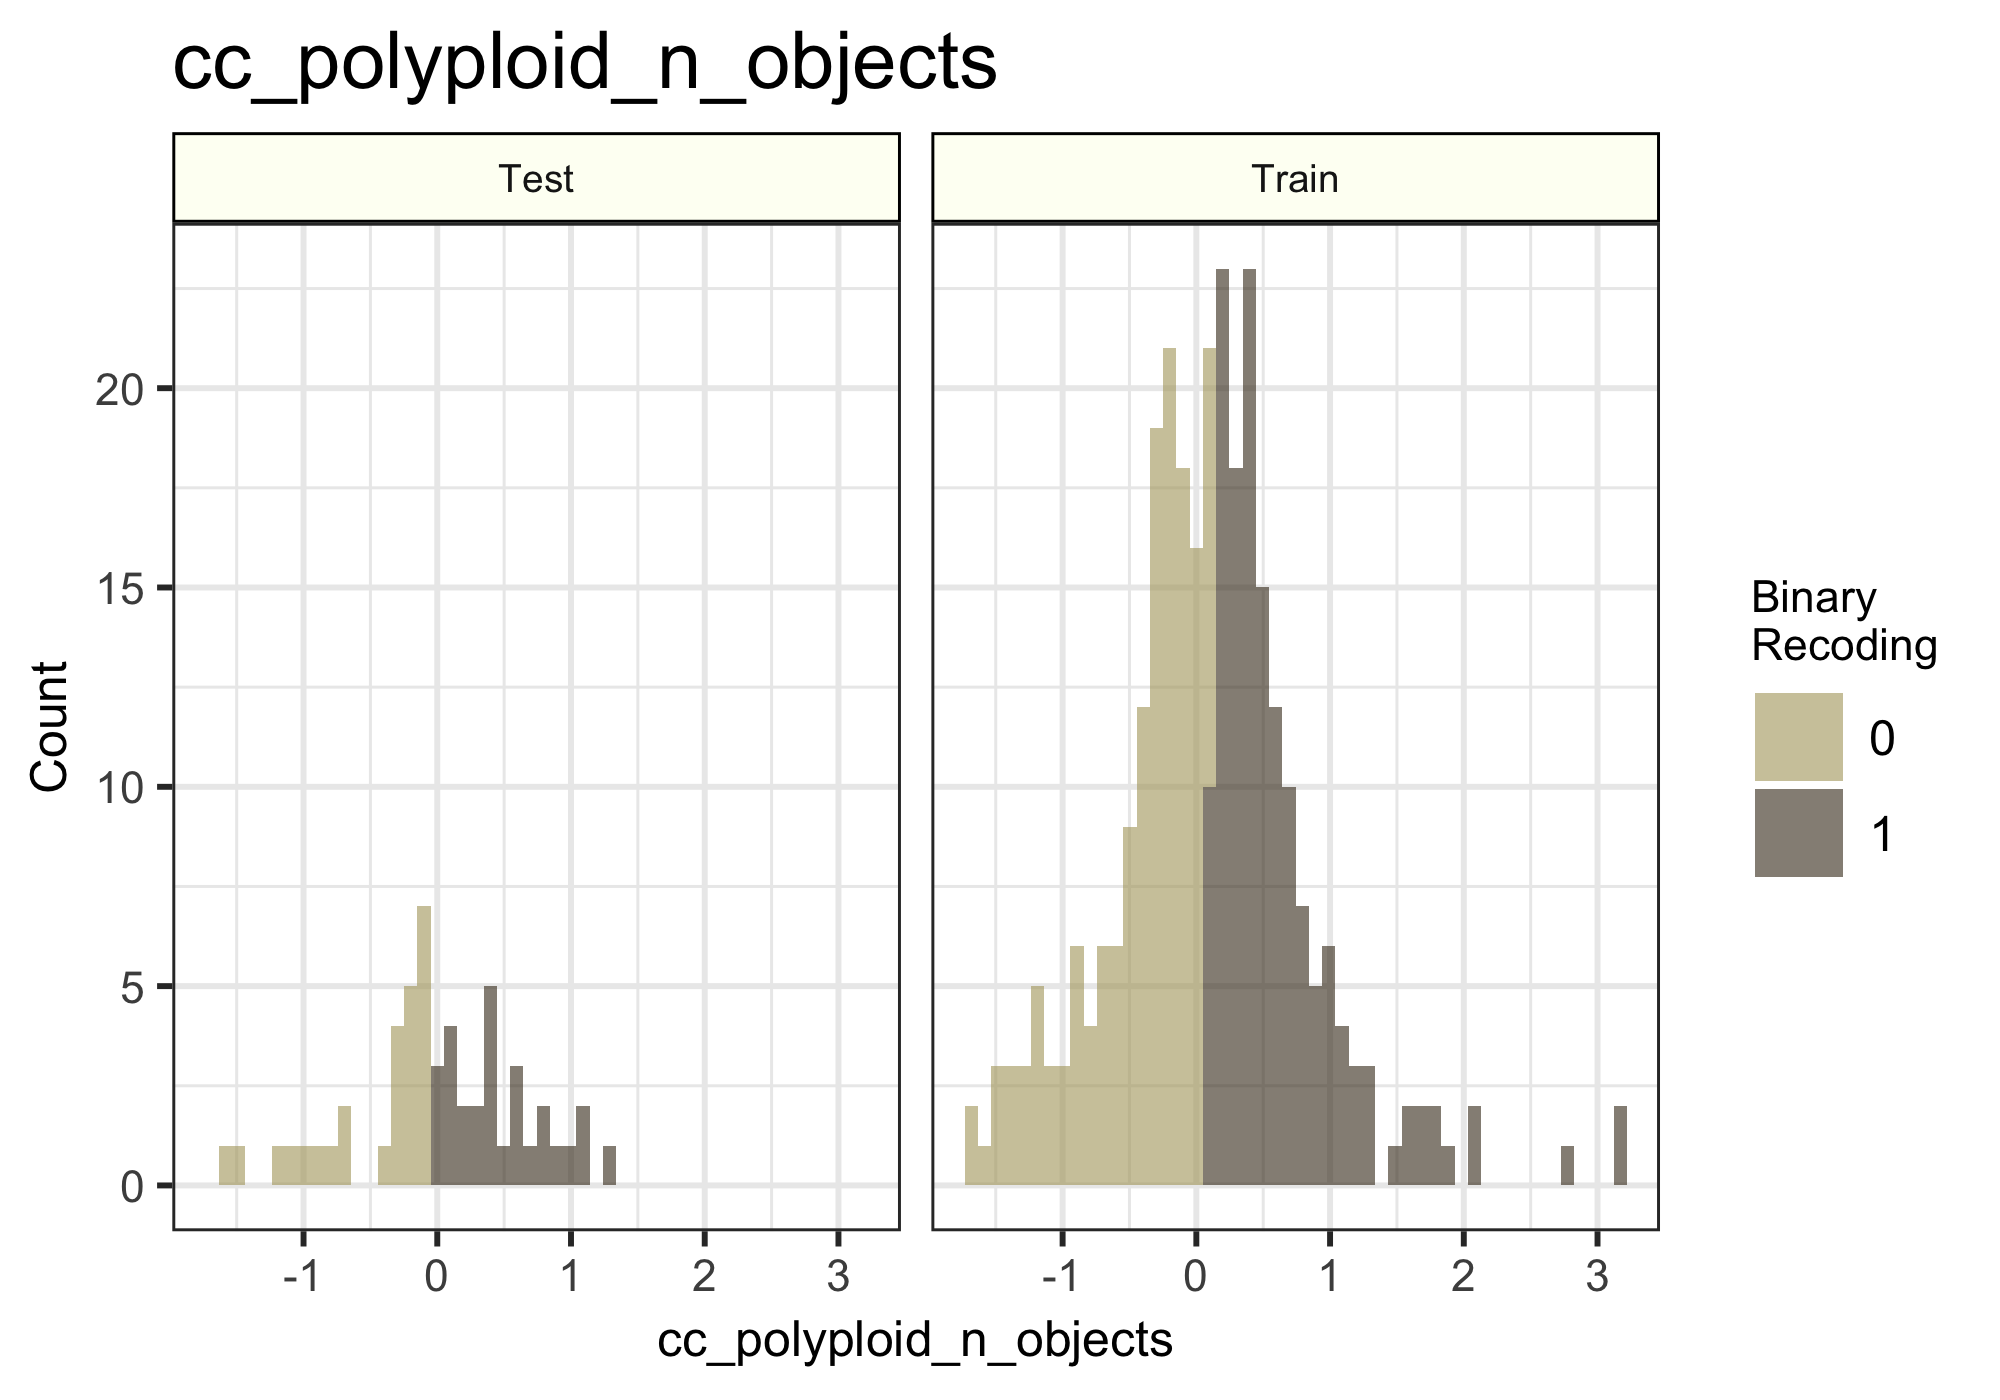 cc_polyploid_n_objects
Test
Train
20
15
10
5
0
Count
-1
0
1
2
3
-1
0
1
2
3
cc_polyploid_n_objects
Binary
Recoding
0
1